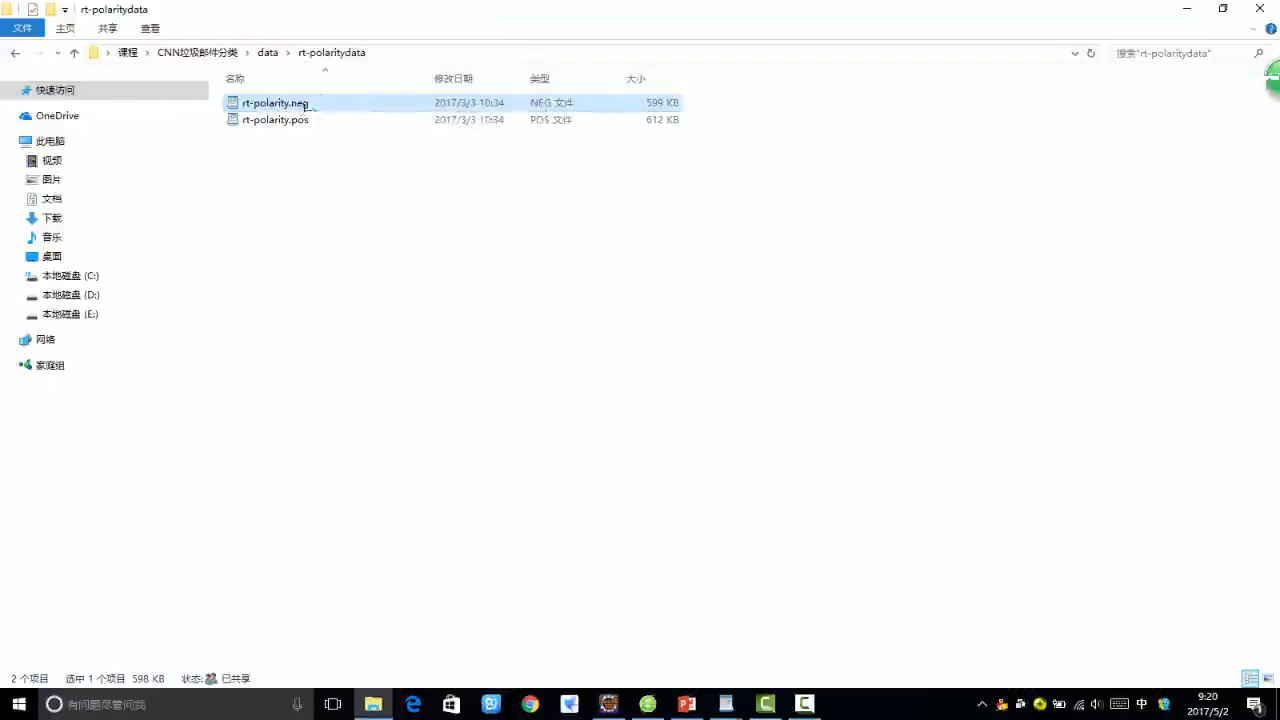 rt-polaritydata
文件 主页 共享 查看
课程 CNN垃圾邮件分类 data rt-polaritydata 搜索"rt-polaritydata"
名称 修改日期 类型 大小
快速访问
rt-polarity.neg 2017/3/3 10:34 NEG 文件 599 KB
OneDrive
rt-polarity.pos 2017/3/3 10:34 POS 文件 612 KB
此电脑
视频
图片
文档
下载
音乐
桌面
本地磁盘 (C:)
本地磁盘 (D:)
本地磁盘 (E:)
网络
家庭组
2 个项目 选中 1 个项目 598 KB 状态: 已共享
有问题尽管问我
中
9:20
2017/5/2